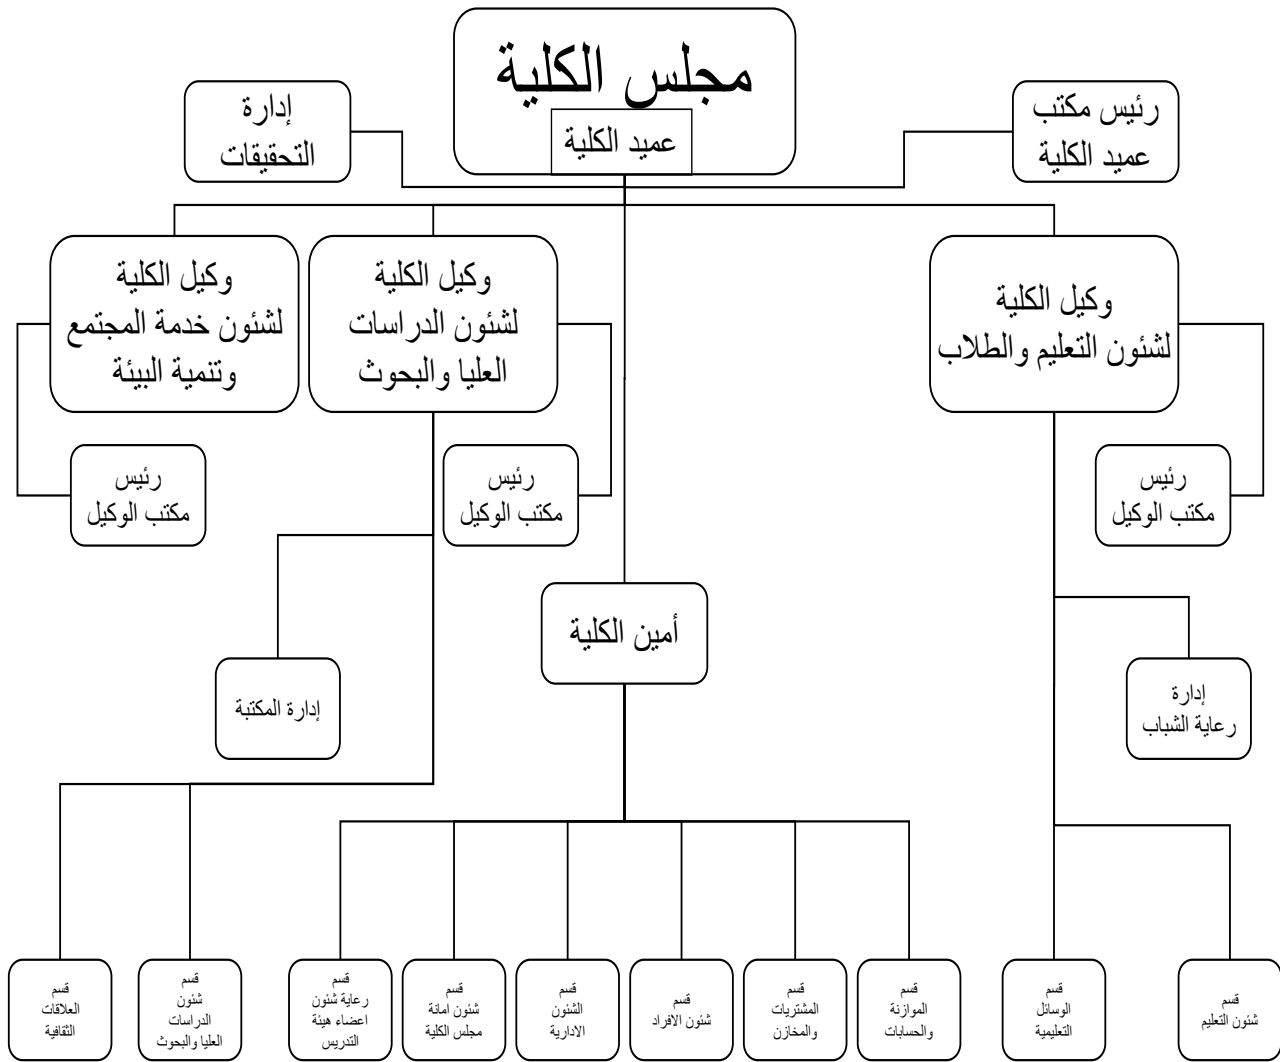 مجلس الكلية
عميد الكلية
رئيس مكتب
عميد الكلية
إدارة
التحقيقات
وكيل الكلية
لشئون التعليم والطلاب
وكيل الكلية
لشئون الدراسات
العليا والبحوث
وكيل الكلية
لشئون خدمة المجتمع
وتنمية البيئة
رئيس
مكتب الوكيل
رئيس
مكتب الوكيل
رئيس
مكتب الوكيل
أمين الكلية
إدارة
رعاية الشباب
إدارة المكتبة
قسم
شئون التعليم
قسم
الوسائل
التعليمية
قسم
الموازنة
والحسابات
قسم
المشتريات
والمخازن
قسم
شئون الافراد
قسم
الشئون
الادارية
قسم
شئون امانة
مجلس الكلية
قسم
رعاية شئون
اعضاء هيئة
التدريس
قسم
شئون
الدراسات
العليا والبحوث
قسم
العلاقات
الثقافية